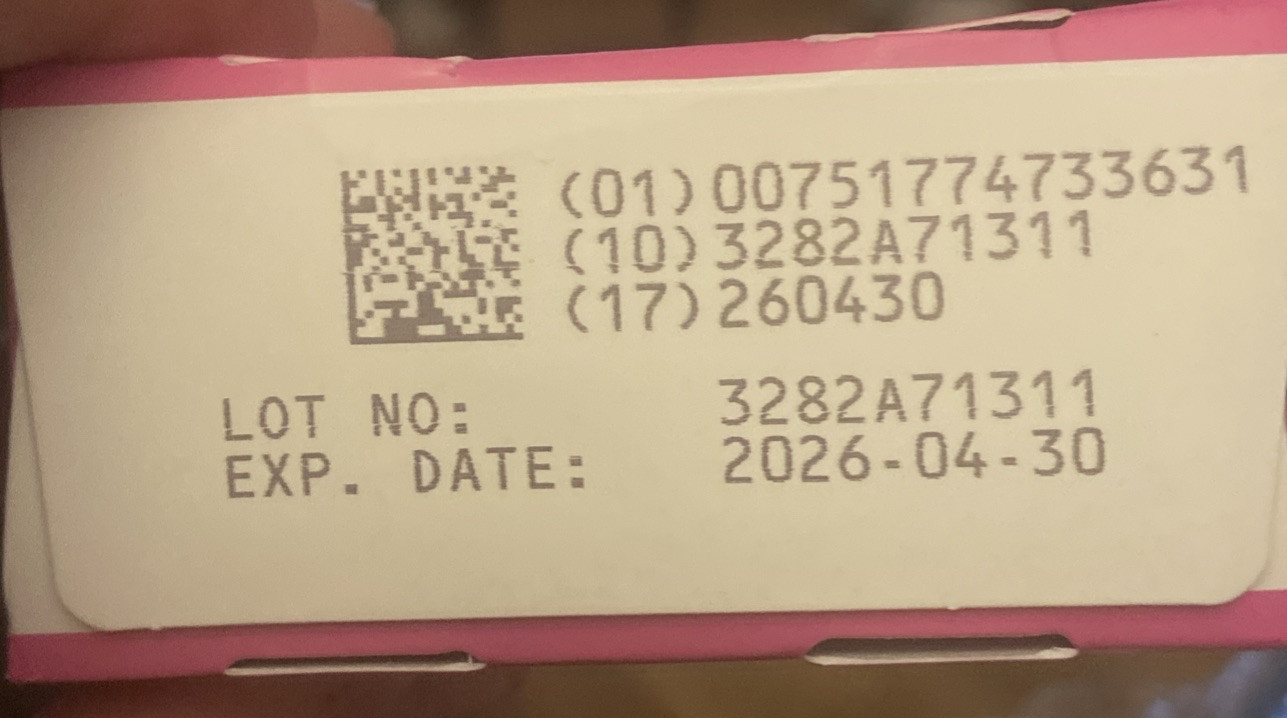 (01)00751774733631
(10)3282A71311
(17)260430
LOT NO: 3282A71311
EXP. DATE: 2026-04-30